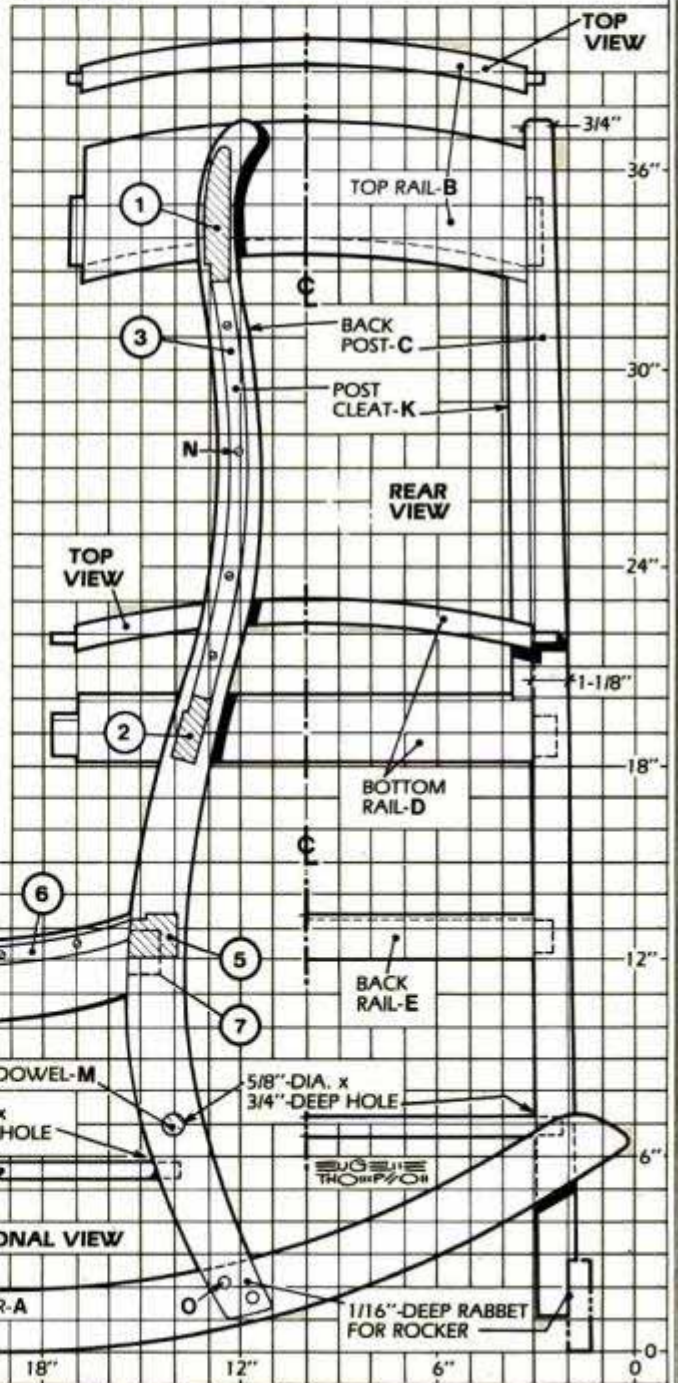 TOP
VIEW
3/4"
36"
TOP RAIL-B
1
C
L
3
BACK
POST-C
30"
POST
CLEAT-K
N
REAR
VIEW
TOP
VIEW
24"
1-1/8"
2
18"
BOTTOM
RAIL-D
C
L
6
5
12"
BACK
RAIL-E
7
DOWEL-M
5/8"-DIA. x
3/4"-DEEP HOLE
x
HOLE
6"
EUGENE
THOMPSON
ONAL VIEW
R-A
O
1/16"-DEEP RABBET
FOR ROCKER
0
18"
12"
6"
0